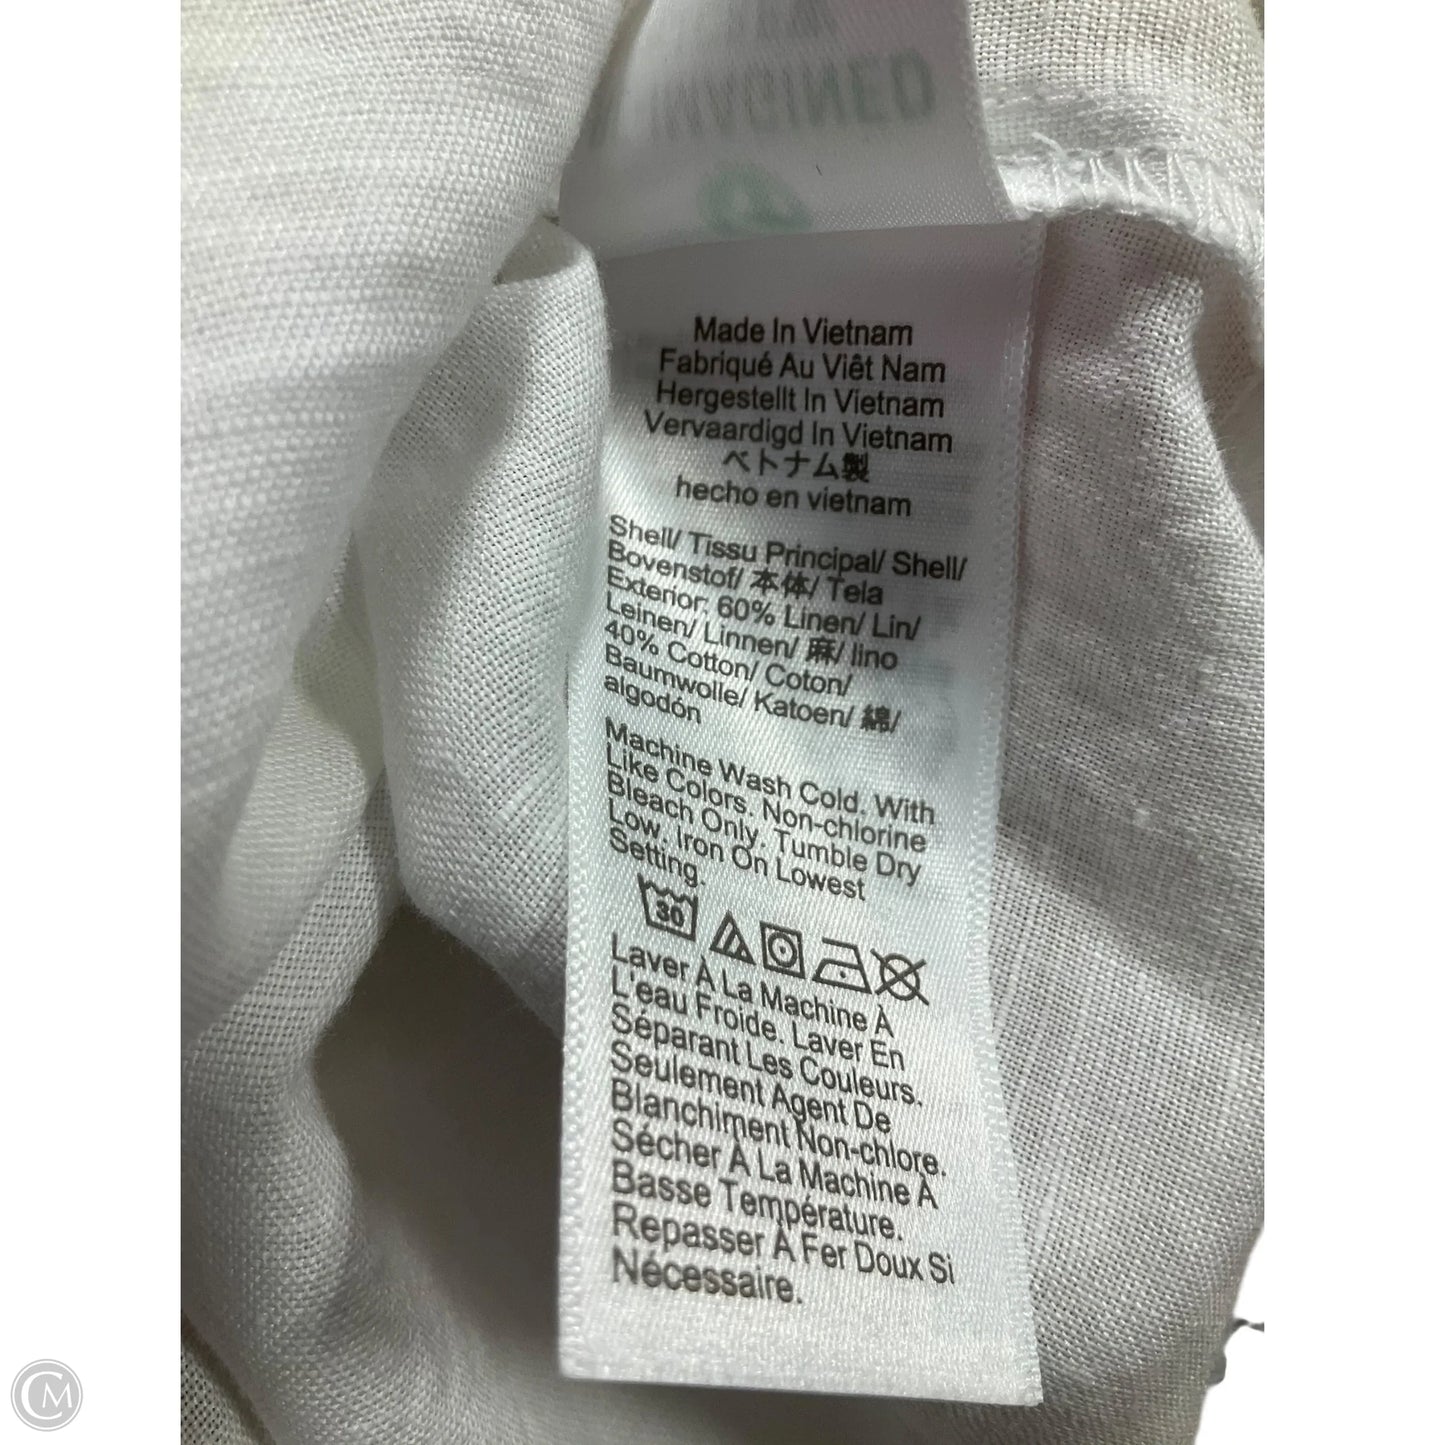 Made In Vietnam
Fabriqué Au Viêt Nam
Hergestellt In Vietnam
Vervaardigd In Vietnam
ベトナム製
hecho en vietnam
Shell/ Tissu Principal/ Shell/
Bovenstof/ 本体/ Tela
Exterior: 60% Linen/ Lin/
Leinen/ Linnen/ 麻/ lino
40% Cotton/ Coton/
Baumwolle/ Katoen/ 綿/
algodón
Machine Wash Cold. With
Like Colors. Non-chlorine
Bleach Only. Tumble Dry
Low. Iron On Lowest
Setting.
30
Laver À La Machine À
L'eau Froide. Laver En
Séparant Les Couleurs.
Seulement Agent De
Blanchiment Non-chlore.
Sécher À La Machine À
Basse Température.
Repasser À Fer Doux Si
Nécessaire.
CM